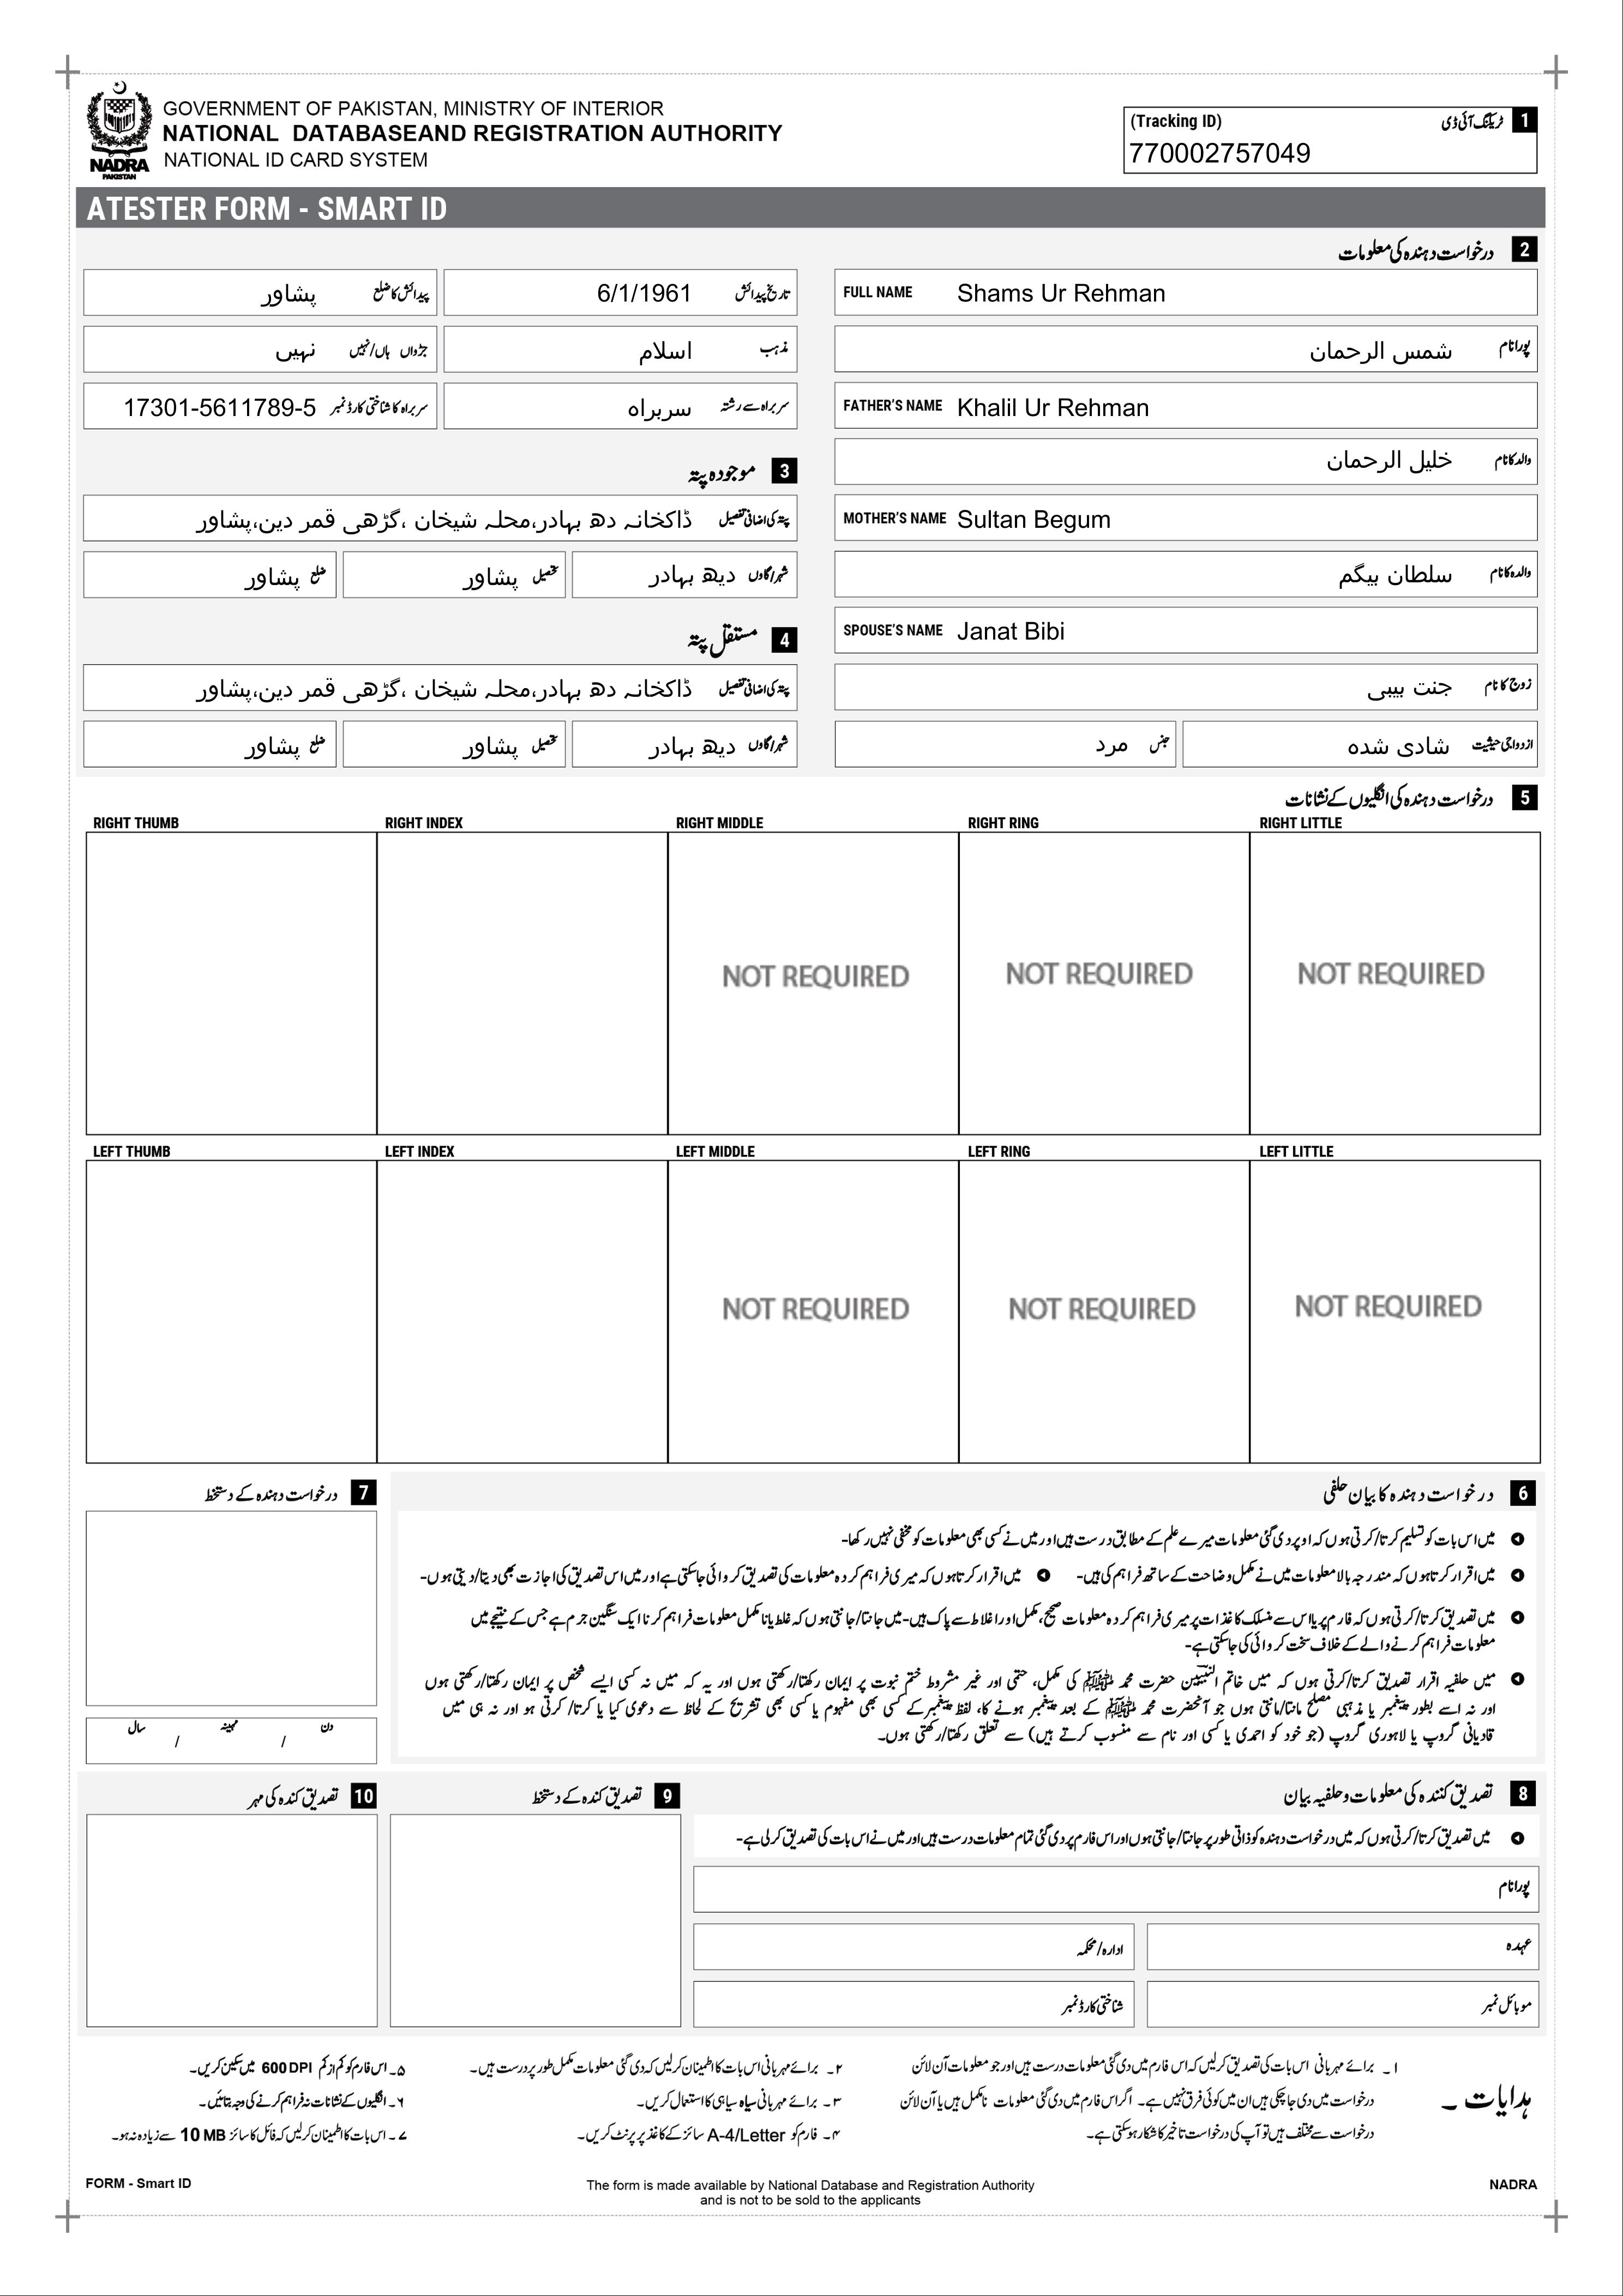 NADRA
PAKISTAN
GOVERNMENT OF PAKISTAN, MINISTRY OF INTERIOR
NATIONAL DATABASEAND REGISTRATION AUTHORITY
NATIONAL ID CARD SYSTEM
(Tracking ID) ٹریکنگ آئی ڈی 1
770002757049
ATESTER FORM - SMART ID
2 درخواست دہندہ کی معلومات
FULL NAME Shams Ur Rehman
پورا نام شمس الرحمان
FATHER'S NAME Khalil Ur Rehman
والد کا نام خلیل الرحمان
MOTHER'S NAME Sultan Begum
والدہ کا نام سلطان بیگم
SPOUSE'S NAME Janat Bibi
زوج کا نام جنت بیبی
ازدواجی حیثیت شادی شدہ جنس مرد
تاریخ پیدائش 6/1/1961 پیدائش کا ضلع پشاور
مذہب اسلام جڑواں ہاں/نہیں نہیں
سربراہ سے رشتہ سربراہ سربراہ کا شناختی کارڈ نمبر 17301-5611789-5
3 موجودہ پتہ
پتہ کی اضافی تفصیل ڈاکخانہ دھ بہادر،محلہ شیخان ،گڑھی قمر دین،پشاور
شہر/گاوں دیھ بہادر تحصیل پشاور ضلع پشاور
4 مستقل پتہ
پتہ کی اضافی تفصیل ڈاکخانہ دھ بہادر،محلہ شیخان ،گڑھی قمر دین،پشاور
شہر/گاوں دیھ بہادر تحصیل پشاور ضلع پشاور
5 درخواست دہندہ کی انگلیوں کے نشانات
RIGHT THUMB RIGHT INDEX RIGHT MIDDLE RIGHT RING RIGHT LITTLE
NOT REQUIRED NOT REQUIRED NOT REQUIRED
LEFT THUMB LEFT INDEX LEFT MIDDLE LEFT RING LEFT LITTLE
NOT REQUIRED NOT REQUIRED NOT REQUIRED
6 درخواست دہندہ کا بیان حلفی
میں اس بات کو تسلیم کرتا/کرتی ہوں کہ اوپر دی گئی معلومات میرے علم کے مطابق درست ہیں اور میں نے کسی بھی معلومات کو مخفی نہیں رکھا-
میں اقرار کرتا ہوں کہ مندرجہ بالا معلومات میں نے مکمل وضاحت کے ساتھ فراہم کی ہیں- میں اقرار کرتا ہوں کہ میری فراہم کردہ معلومات کی تصدیق کروائی جاسکتی ہے اور میں اس تصدیق کی اجازت بھی دیتا/دیتی ہوں-
میں تصدیق کرتا/کرتی ہوں کہ فارم پر یا اس سے منسلک کاغذات پر میری فراہم کردہ معلومات صحیح، مکمل اور اغلاط سے پاک ہیں- میں جانتا/جانتی ہوں کہ غلط یا نامکمل معلومات فراہم کرنا ایک سنگین جرم ہے جس کے نتیجے میں
معلومات فراہم کرنے والے کے خلاف سخت کروائی کی جاسکتی ہے-
میں حلفیہ اقرار تصدیق کرتا/کرتی ہوں کہ میں خاتم النبیین حضرت محمد ﷺ کی مکمل، حتمی اور غیر مشروط ختم نبوت پر ایمان رکھتا/رکھتی ہوں اور یہ کہ میں نہ کسی ایسے شخص پر ایمان رکھتا/رکھتی ہوں
اور نہ اسے بطور پیغمبر یا مذہبی مصلح مانتا/مانتی ہوں جو آنحضرت محمد ﷺ کے بعد پیغمبر ہونے کا، لفظ پیغمبر کے کسی بھی مفہوم یا کسی بھی تشریح کے لحاظ سے دعوی کیا یا کرتا/کرتی ہو اور نہ ہی میں
قادیانی گروپ یا لاہوری گروپ (جو خود کو احمدی یا کسی اور نام سے منسوب کرتے ہیں) سے تعلق رکھتا/رکھتی ہوں۔
7 درخواست دہندہ کے دستخط
دن / مہینہ / سال
8 تصدیق کنندہ کی معلومات و حلفیہ بیان
میں تصدیق کرتا/کرتی ہوں کہ میں درخواست دہندہ کو ذاتی طور پر جانتا/جانتی ہوں اور اس فارم پر دی گئی تمام معلومات درست ہیں اور میں نے اس بات کی تصدیق کرلی ہے-
پورا نام
عہدہ ادارہ/محکمہ
موبائل نمبر شناختی کارڈ نمبر
9 تصدیق کندہ کے دستخط
10 تصدیق کندہ کی مہر
ہدایات ۔
۱ ۔ برائے مہربانی اس بات کی تصدیق کرلیں کہ اس فارم میں دی گئی معلومات درست ہیں اور جو معلومات آن لائن
درخواست میں دی جاچکی ہیں ان میں کوئی فرق نہیں ہے۔ اگر اس فارم میں دی گئی معلومات نامکمل ہیں یا آن لائن
درخواست سے مختلف ہیں تو آپ کی درخواست تاخیر کا شکار ہوسکتی ہے۔
۲۔ برائے مہربانی اس بات کا اطمینان کرلیں کہ دی گئی معلومات مکمل طور پر درست ہیں۔
۳۔ برائے مہربانی سیاہ سیاہی کا استعمال کریں۔
۴۔ فارم کو A-4/Letter سائز کے کاغذ پر پرنٹ کریں۔
۵۔ اس فارم کو کم از کم 600 DPI میں سکین کریں۔
۶۔ انگلیوں کے نشانات نہ فراہم کرنے کی وجہ بتائیں۔
۷ ۔ اس بات کا اطمینان کرلیں کہ فائل کا سائز 10 MB سے زیادہ نہ ہو۔
FORM - Smart ID
The form is made available by National Database and Registration Authority
and is not to be sold to the applicants
NADRA